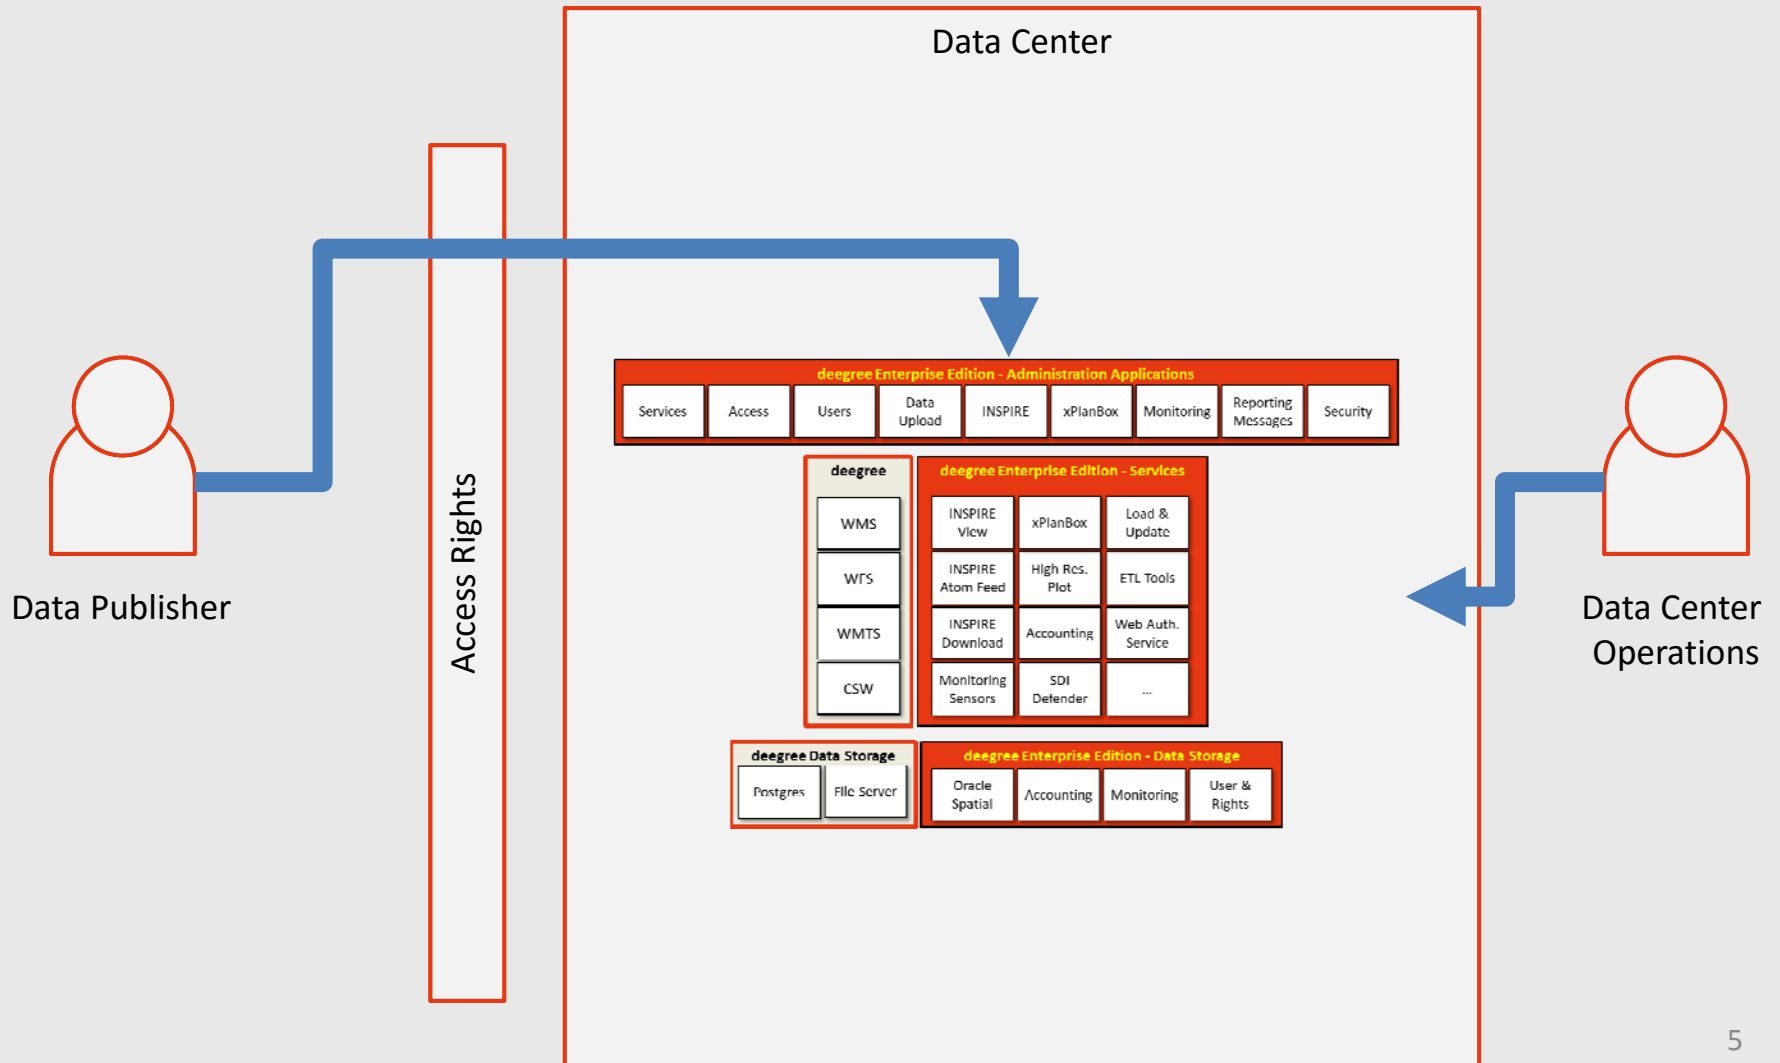 Data Center
deegree Enterprise Edition - Administration Applications
Services
Access
Users
Data
Upload
INSPIRE
xPlanBox
Monitoring
Reporting
Messages
Security
deegree
WMS
WFS
WMTS
CSW
deegree Enterprise Edition - Services
INSPIRE
View
xPlanBox
Load &
Update
INSPIRE
Atom Feed
High Res.
Plot
ETL Tools
INSPIRE
Download
Accounting
Web Auth.
Service
Monitoring
Sensors
SDI
Defender
...
deegree Data Storage
Postgres
File Server
deegree Enterprise Edition - Data Storage
Oracle
Spatial
Accounting
Monitoring
User &
Rights
Access Rights
Data Publisher
Data Center
Operations
5